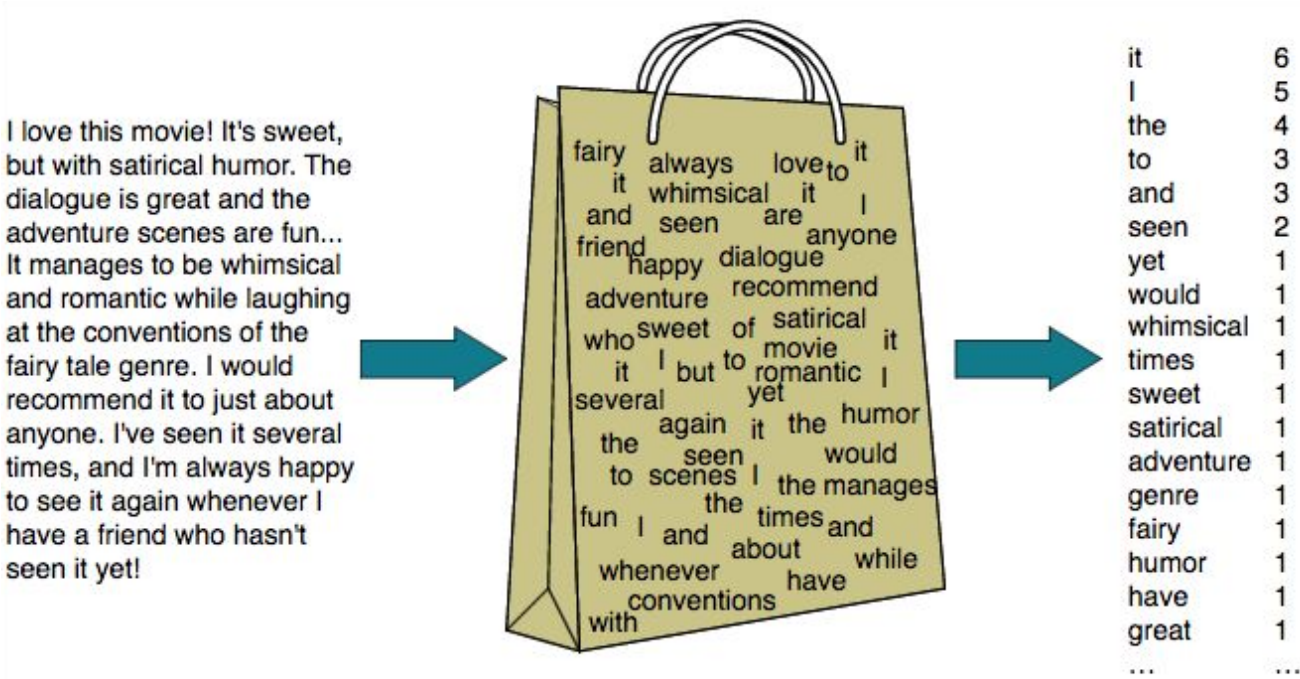 I love this movie! It's sweet,
but with satirical humor. The
dialogue is great and the
adventure scenes are fun...
It manages to be whimsical
and romantic while laughing
at the conventions of the
fairy tale genre. I would
recommend it to just about
anyone. I've seen it several
times, and I'm always happy
to see it again whenever I
have a friend who hasn't
seen it yet!
fairy always love to it
it whimsical it I
and seen are anyone
friend happy dialogue
adventure recommend
who sweet of satirical it
it I but to movie romantic I
several yet
again it the humor
the seen would
to scenes I the manages
fun I and the times and
whenever about have while
conventions
with
it 6
I 5
the 4
to 3
and 3
seen 2
yet 1
would 1
whimsical 1
times 1
sweet 1
satirical 1
adventure 1
genre 1
fairy 1
humor 1
have 1
great 1
... ...